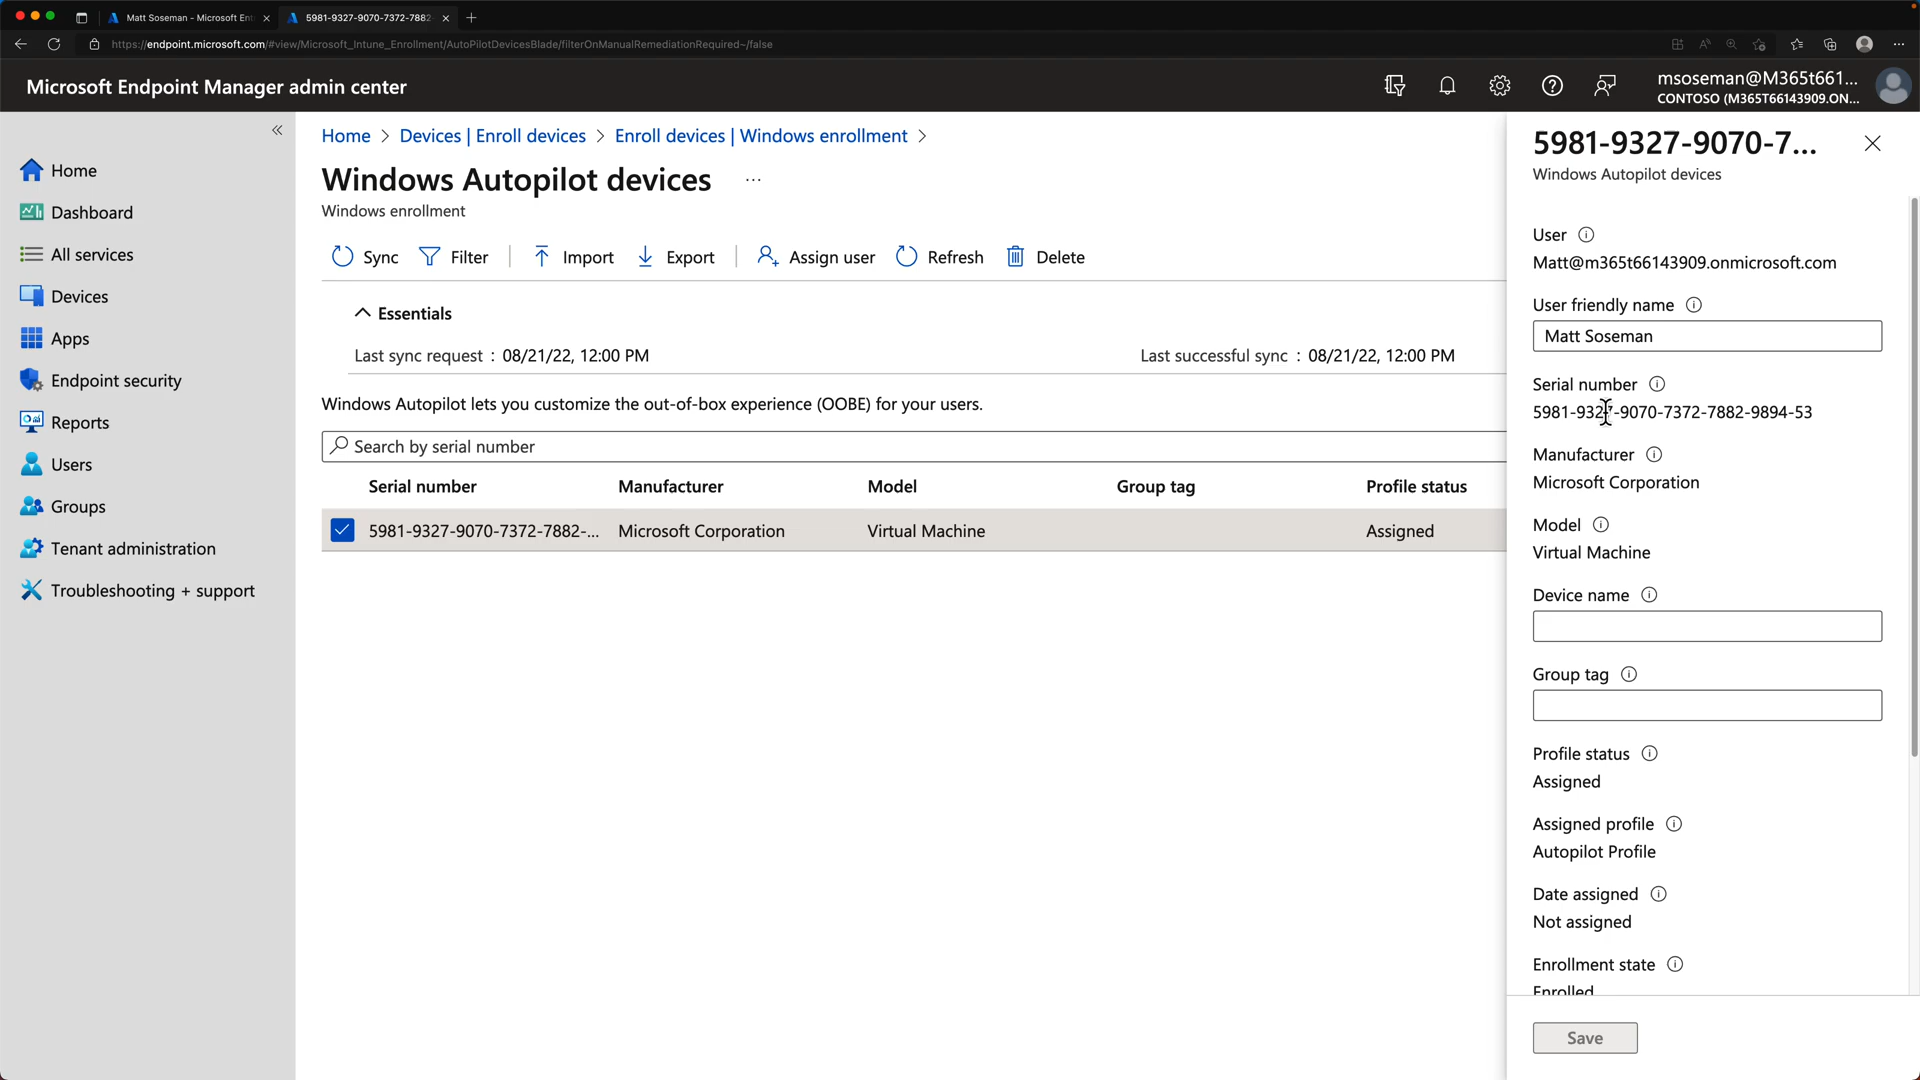 Matt Soseman - Microsoft En
5981-9327-9070-7372-7882
https://endpoint.microsoft.com/#view/Microsoft_Intune_Enrollment/AutoPilotDevicesBlade/filterOnManualRemediationRequired~/false
Microsoft Endpoint Manager admin center
msoseman@M365t661...
CONTOSO (M365T66143909.ON...
Home
Dashboard
All services
Devices
Apps
Endpoint security
Reports
Users
Groups
Tenant administration
Troubleshooting + support
Home > Devices | Enroll devices > Enroll devices | Windows enrollment >
Windows Autopilot devices ...
Windows enrollment
Sync Filter Import Export Assign user Refresh Delete
Essentials
Last sync request : 08/21/22, 12:00 PM
Last successful sync : 08/21/22, 12:00 PM
Windows Autopilot lets you customize the out-of-box experience (OOBE) for your users.
Search by serial number
Serial number Manufacturer Model Group tag Profile status
5981-9327-9070-7372-7882-... Microsoft Corporation Virtual Machine Assigned
5981-9327-9070-7...
Windows Autopilot devices
User
Matt@m365t66143909.onmicrosoft.com
User friendly name
Matt Soseman
Serial number
5981-9327-9070-7372-7882-9894-53
Manufacturer
Microsoft Corporation
Model
Virtual Machine
Device name
Group tag
Profile status
Assigned
Assigned profile
Autopilot Profile
Date assigned
Not assigned
Enrollment state
Enrolled
Save